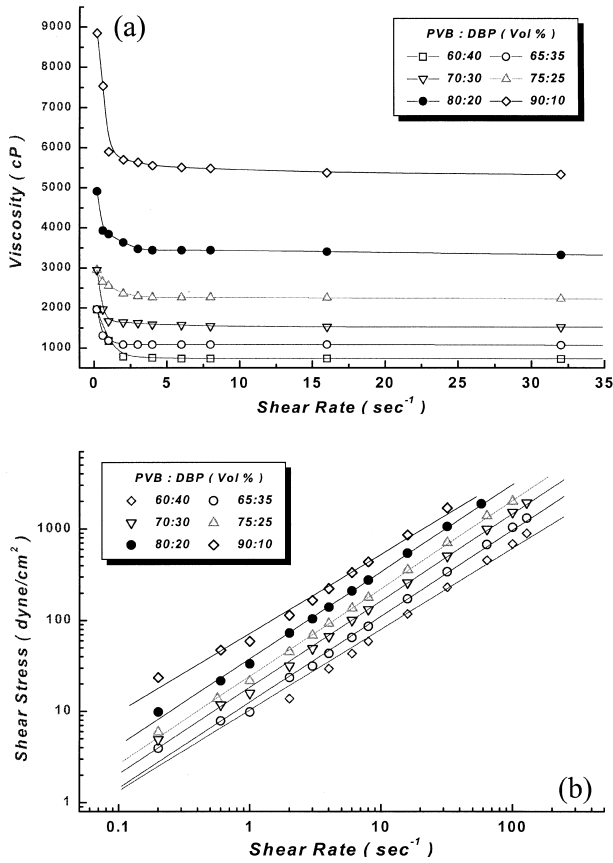 (a)
PVB : DBP ( Vol % )
60:40 65:35
70:30 75:25
80:20 90:10
9000
8000
7000
6000
5000
4000
3000
2000
1000
Viscosity ( cP )
0 5 10 15 20 25 30 35
Shear Rate ( sec⁻¹ )
PVB : DBP ( Vol % )
60:40 65:35
70:30 75:25
80:20 90:10
1000
100
10
1
Shear Stress ( dyne/cm² )
(b)
0.1 1 10 100
Shear Rate ( sec⁻¹ )